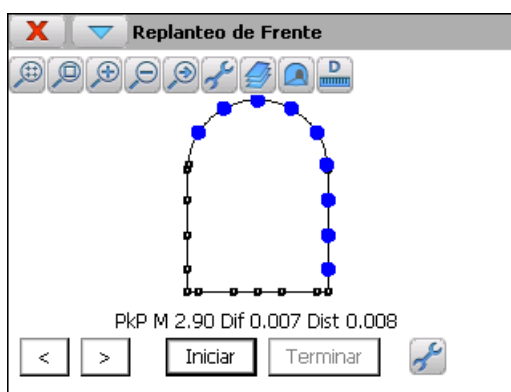 X Replanteo de Frente
D
PkP M 2.90 Dif 0.007 Dist 0.008
< > Iniciar Terminar